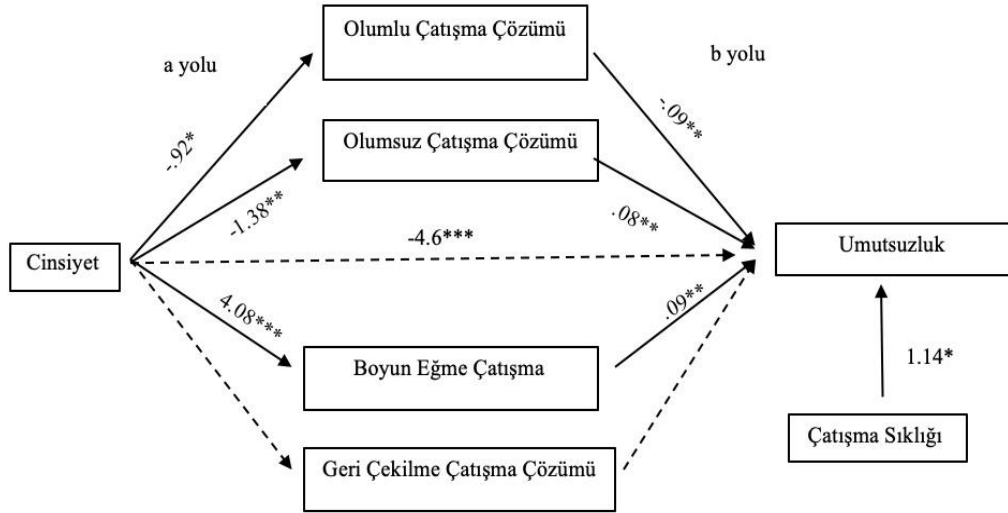 Olumlu Çatışma Çözümü
a yolu
b yolu
-.92*
-.09**
Olumsuz Çatışma Çözümü
-1.38**
.08**
-4.6***
Cinsiyet
Umutsuzluk
4.08***
.09**
Boyun Eğme Çatışma
1.14*
Çatışma Sıklığı
Geri Çekilme Çatışma Çözümü